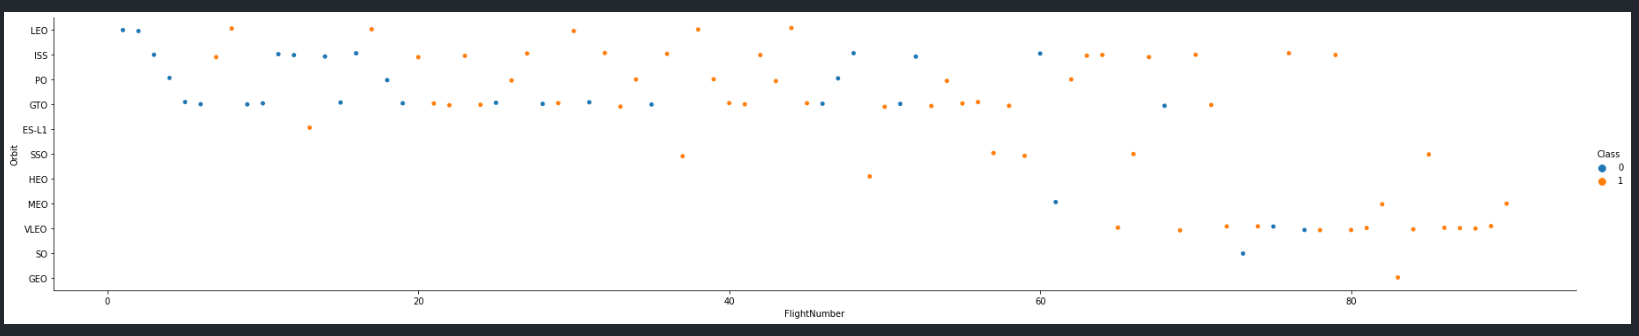 LEO
ISS
PO
GTO
ES-L1
SSO
HEO
MEO
VLEO
SO
GEO
Orbit
0 20 40 60 80
FlightNumber
Class
0
1